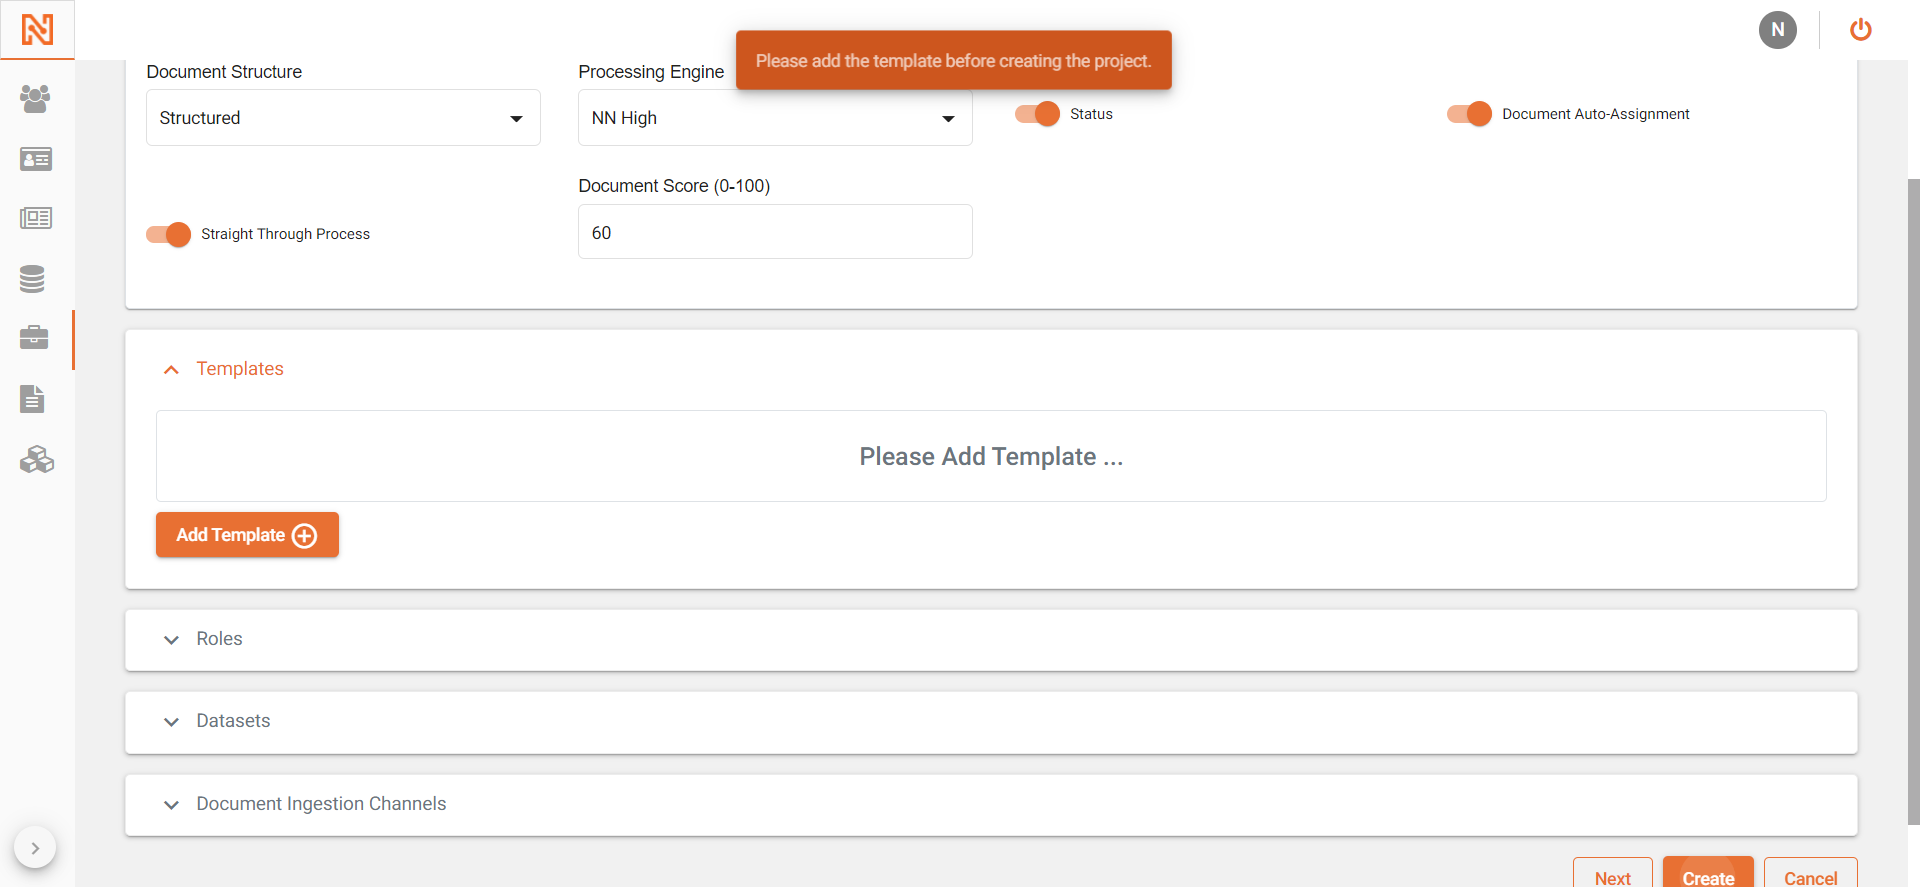 N
Please add the template before creating the project.
Document Structure
Processing Engine
Structured
NN High
Status
Document Auto-Assignment
Document Score (0-100)
Straight Through Process
60
Templates
Please Add Template ...
Add Template
Roles
Datasets
Document Ingestion Channels
Next
Create
Cancel